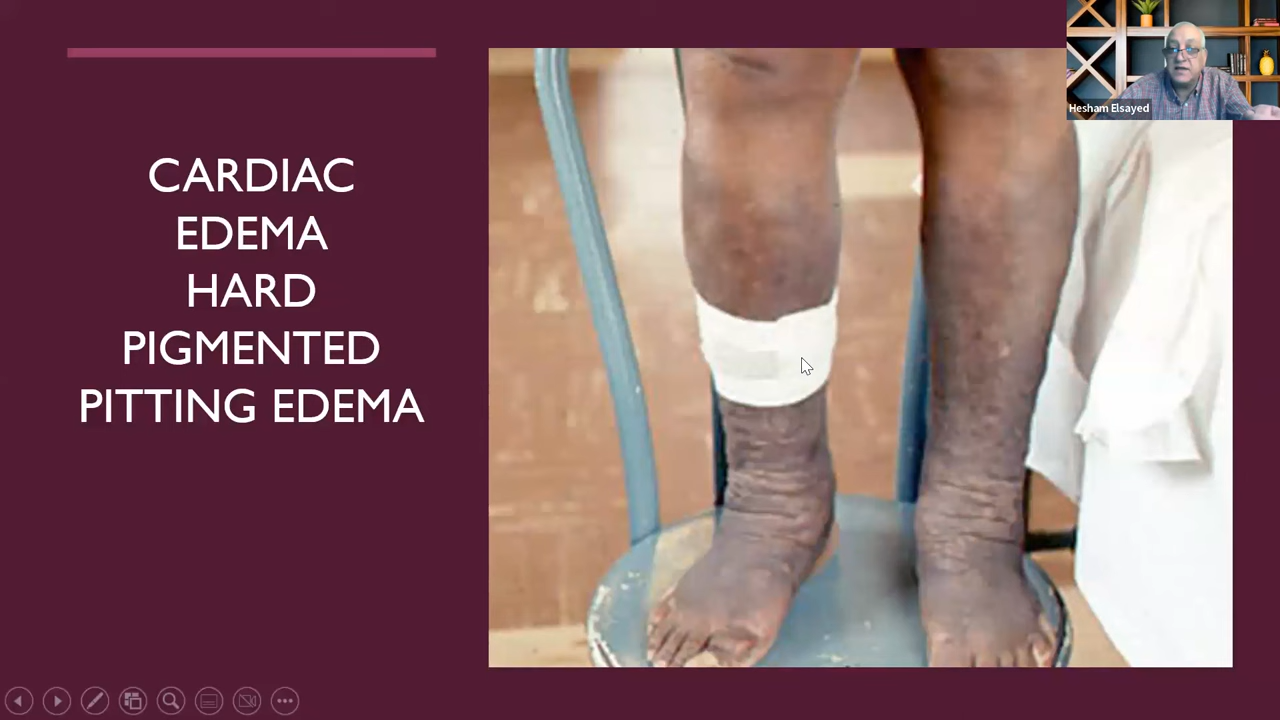 CARDIAC
EDEMA
HARD
PIGMENTED
PITTING EDEMA
Hesham Elsayed